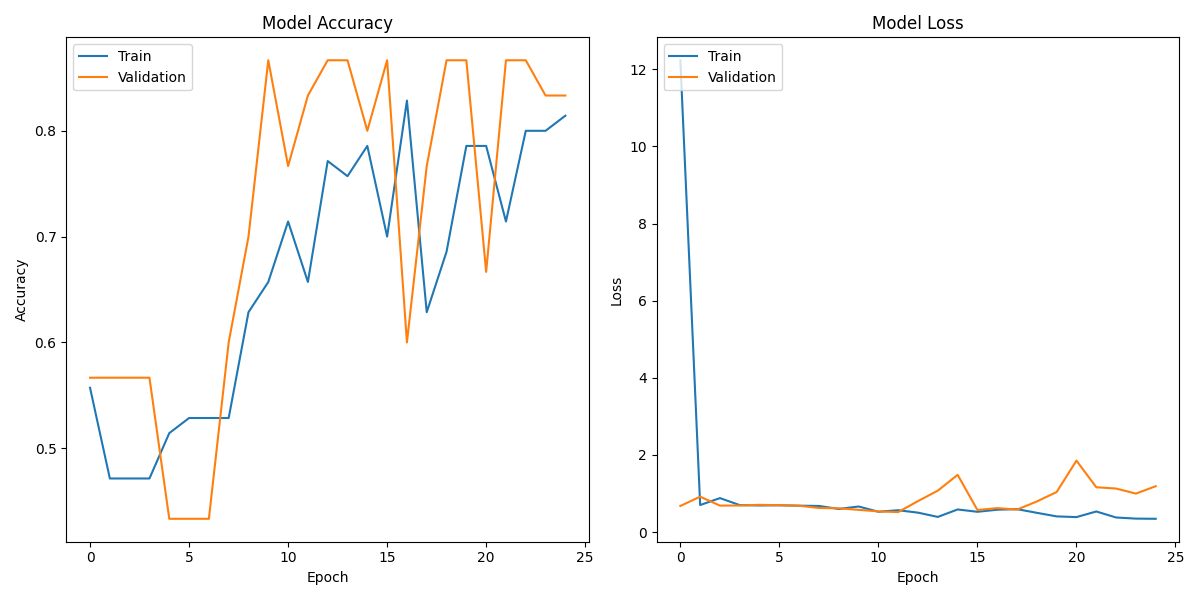 Model Accuracy
Train
Validation
Accuracy
0.8
0.7
0.6
0.5
0 5 10 15 20 25
Epoch
Model Loss
Train
Validation
Loss
12
10
8
6
4
2
0
0 5 10 15 20 25
Epoch